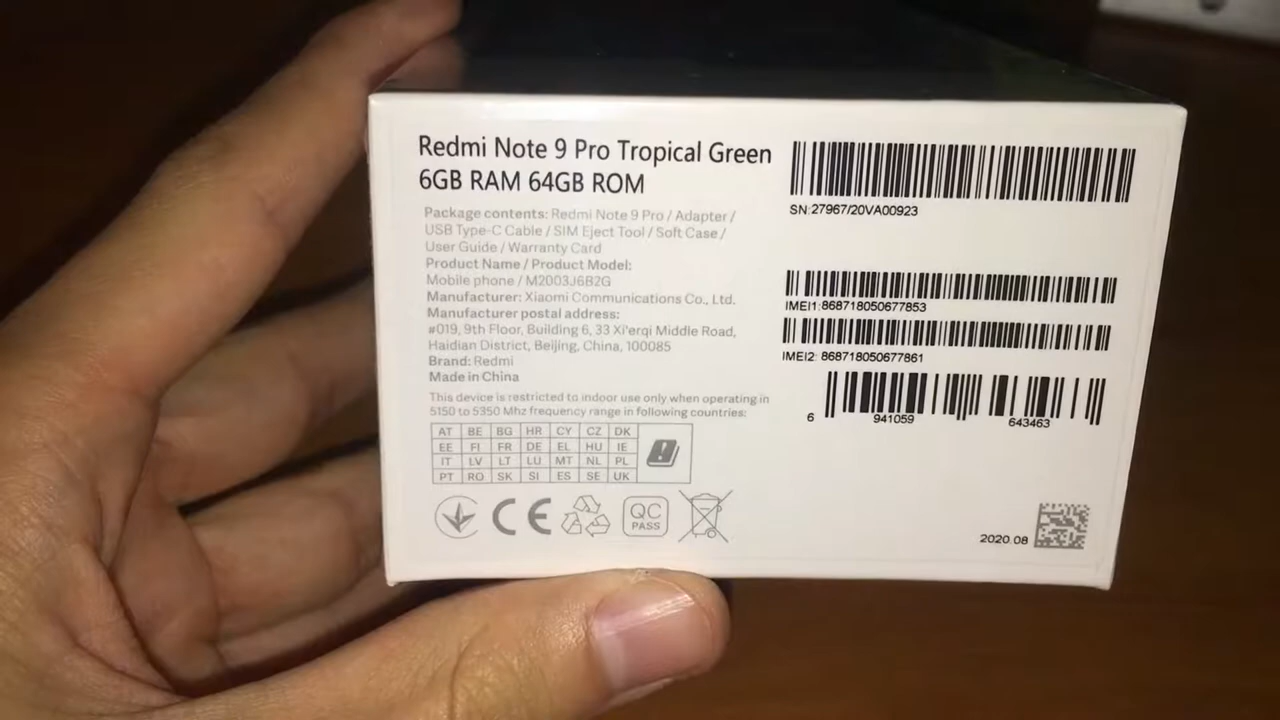 Redmi Note 9 Pro Tropical Green
6GB RAM 64GB ROM
Package contents: Redmi Note 9 Pro / Adapter /
USB Type-C Cable / SIM Eject Tool / Soft Case /
User Guide / Warranty Card
Product Name / Product Model:
Mobile phone / M2003J6B2G
Manufacturer: Xiaomi Communications Co., Ltd.
Manufacturer postal address:
#019, 9th Floor, Building 6, 33 Xi'erqi Middle Road,
Haidian District, Beijing, China, 100085
Brand: Redmi
Made in China
This device is restricted to indoor use only when operating in
5150 to 5350 Mhz frequency range in following countries:
AT BE BG HR CY CZ DK
EE FI FR DE EL HU IE
IT LV LT LU MT NL PL
PT RO SK SI ES SE UK
CE
QC
PASS
SN:27967/20VA00923
IMEI1:868718050677853
IMEI2: 868718050677861
6 941059 643463
2020.08